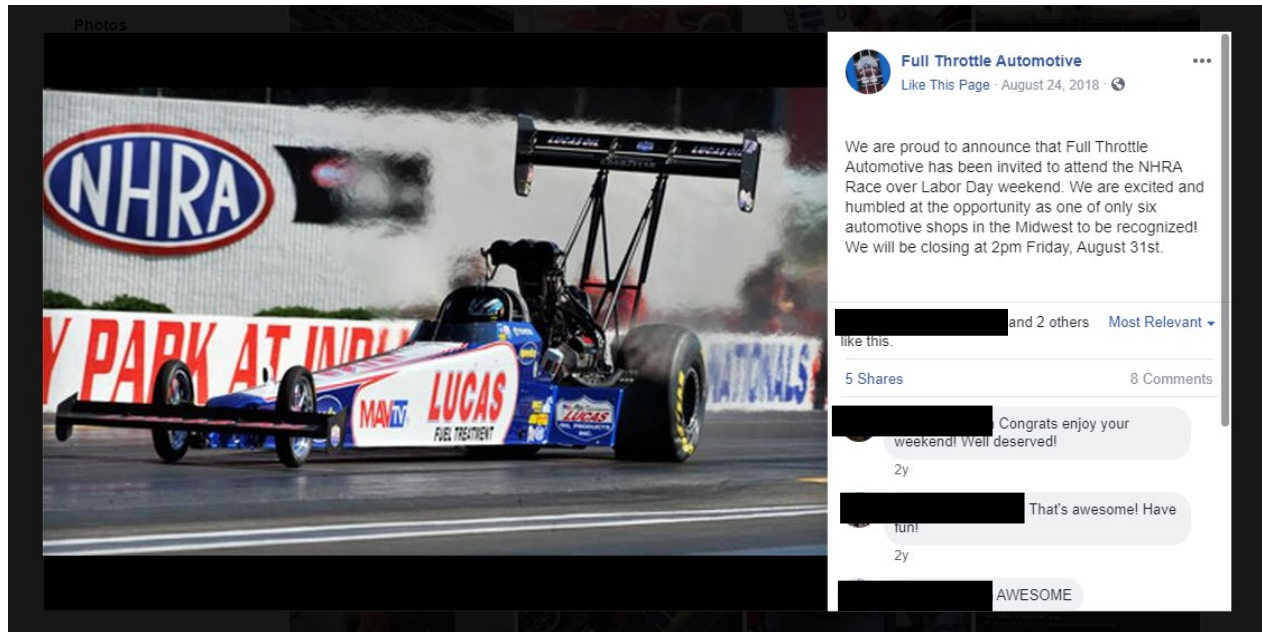 Photos
NHRA
LUCAS OIL
LUCAS OIL
Y PARK AT INDI
NATIONALS
MAVTV
LUCAS
FUEL TREATMENT
LUCAS
OIL PRODUCTS
INC.
Full Throttle Automotive
Like This Page · August 24, 2018 ·
We are proud to announce that Full Throttle
Automotive has been invited to attend the NHRA
Race over Labor Day weekend. We are excited and
humbled at the opportunity as one of only six
automotive shops in the Midwest to be recognized!
We will be closing at 2pm Friday, August 31st.
and 2 others
like this.
Most Relevant
5 Shares
8 Comments
Congrats enjoy your
weekend! Well deserved!
2y
That's awesome! Have
fun!
2y
AWESOME